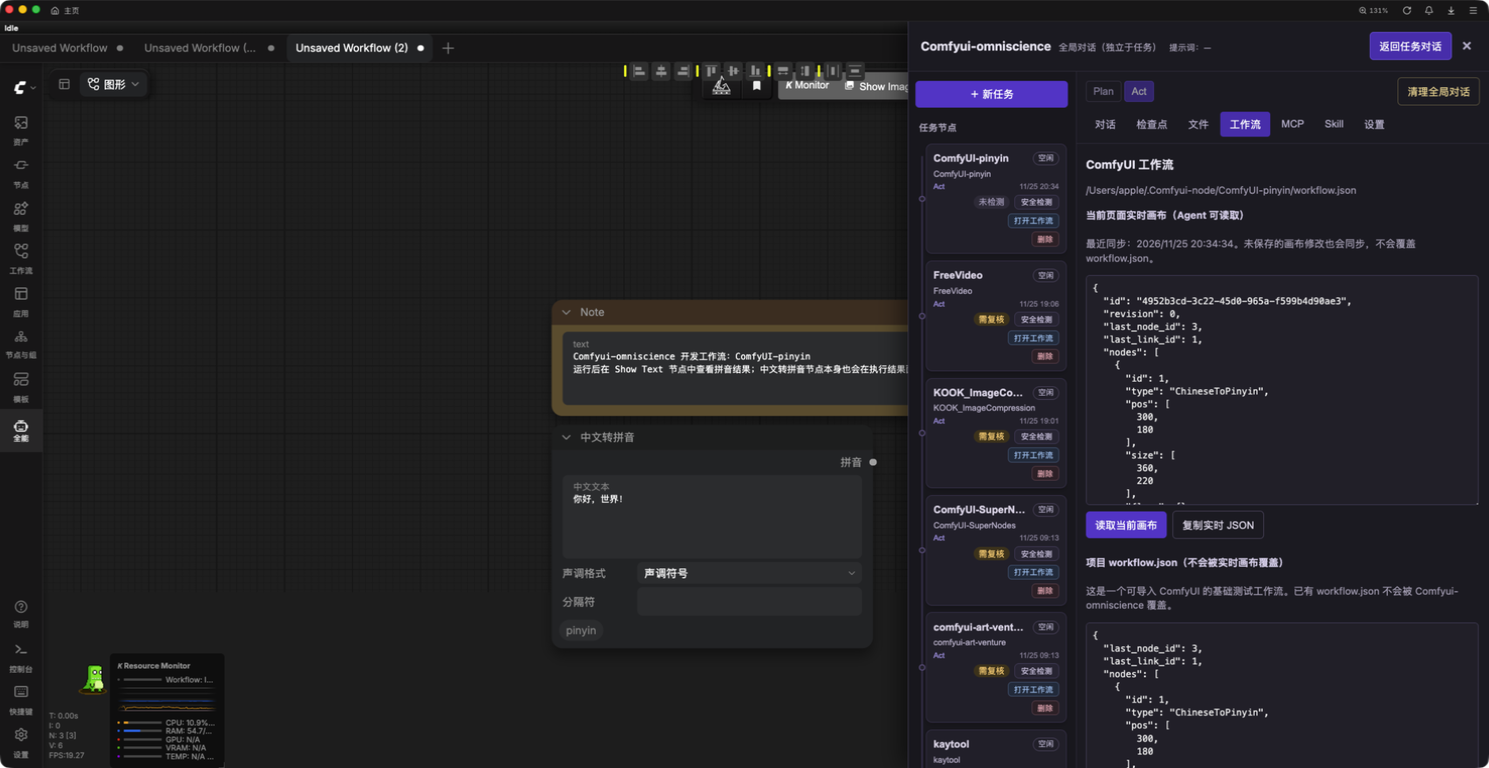 主页
131%
Idle
Unsaved Workflow
Unsaved Workflow (...
Unsaved Workflow (2)
图形
K Monitor
Show Imag
资产
节点
模型
工作流
应用
节点与组
模板
全能
说明
控制台
快捷键
设置
Note
text
Comfyui-omniscience 开发工作流: ComfyUI-pinyin
运行后在 Show Text 节点中查看拼音结果; 中文转拼音节点本身也会在执行结果
中文转拼音
拼音
中文文本
你好, 世界!
声调格式
声调符号
分隔符
pinyin
K Resource Monitor
Workflow: I...
CPU: 10.9%...
RAM: 54.7/...
GPU: N/A
VRAM: N/A
TEMP: N/A ...
T: 0.00s
I: 0
N: 3 [3]
V: 6
FPS:19.27
Comfyui-omniscience
全局对话（独立于任务）
提示词: —
返回任务对话
+ 新任务
任务节点
ComfyUI-pinyin
空闲
ComfyUI-pinyin
Act
11/25 20:34
未检测
安全检测
打开工作流
删除
FreeVideo
空闲
FreeVideo
Act
11/25 19:06
需复核
安全检测
打开工作流
删除
KOOK_ImageCo...
空闲
KOOK_ImageCompression
Act
11/25 19:01
需复核
安全检测
打开工作流
删除
ComfyUI-SuperN...
空闲
ComfyUI-SuperNodes
Act
11/25 09:13
需复核
安全检测
打开工作流
删除
comfyui-art-vent...
空闲
comfyui-art-venture
Act
11/25 09:13
需复核
安全检测
打开工作流
删除
kaytool
空闲
kaytool
Plan
Act
清理全局对话
对话
检查点
文件
工作流
MCP
Skill
设置
ComfyUI 工作流
/Users/apple/.Comfyui-node/ComfyUI-pinyin/workflow.json
当前页面实时画布（Agent 可读取）
最近同步：2026/11/25 20:34:34。未保存的画布修改也会同步，不会覆盖
workflow.json。
{
"id": "4952b3cd-3c22-45d0-965a-f599b4d90ae3",
"revision": 0,
"last_node_id": 3,
"last_link_id": 1,
"nodes": [
{
"id": 1,
"type": "ChineseToPinyin",
"pos": [
300,
180
],
"size": [
360,
220
],
读取当前画布
复制实时 JSON
项目 workflow.json（不会被实时画布覆盖）
这是一个可导入 ComfyUI 的基础测试工作流。已有 workflow.json 不会被 Comfyui-
omniscience 覆盖。
{
"last_node_id": 3,
"last_link_id": 1,
"nodes": [
{
"id": 1,
"type": "ChineseToPinyin",
"pos": [
300,
180
],